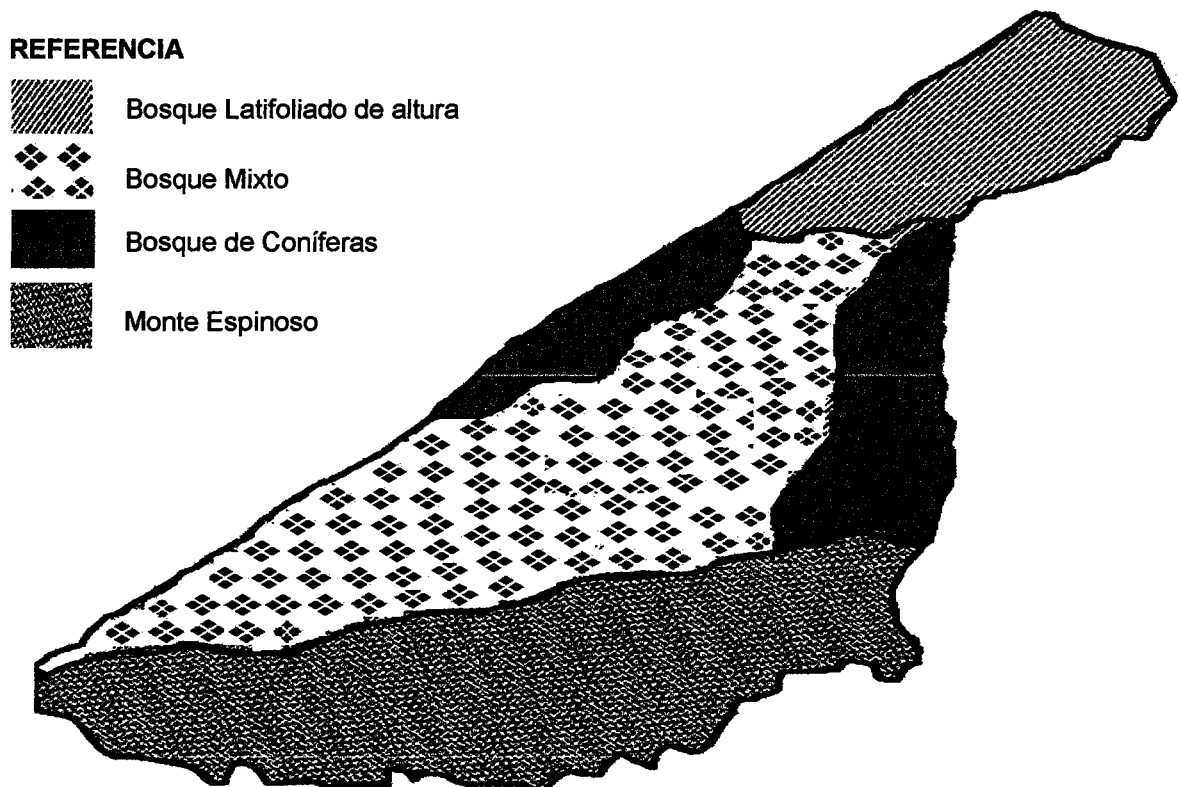 REFERENCIA
Bosque Latifoliado de altura
Bosque Mixto
Bosque de Coníferas
Monte Espinoso